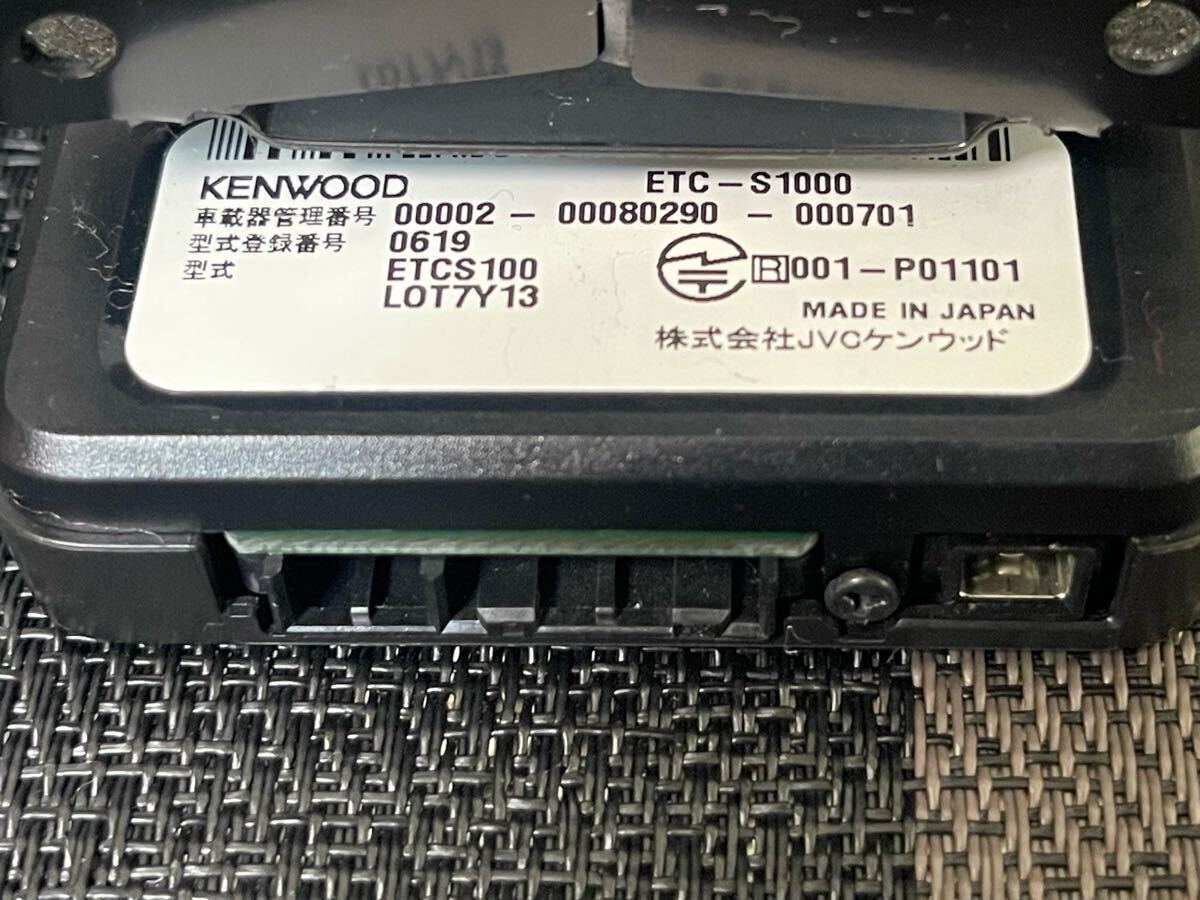 KENWOOD ETC-S1000
車載器管理番号 00002 - 00080290 - 000701
型式登録番号 0619
型式 ETCS100
R 001-P01101
LOT7Y13
MADE IN JAPAN
株式会社JVCケンウッド